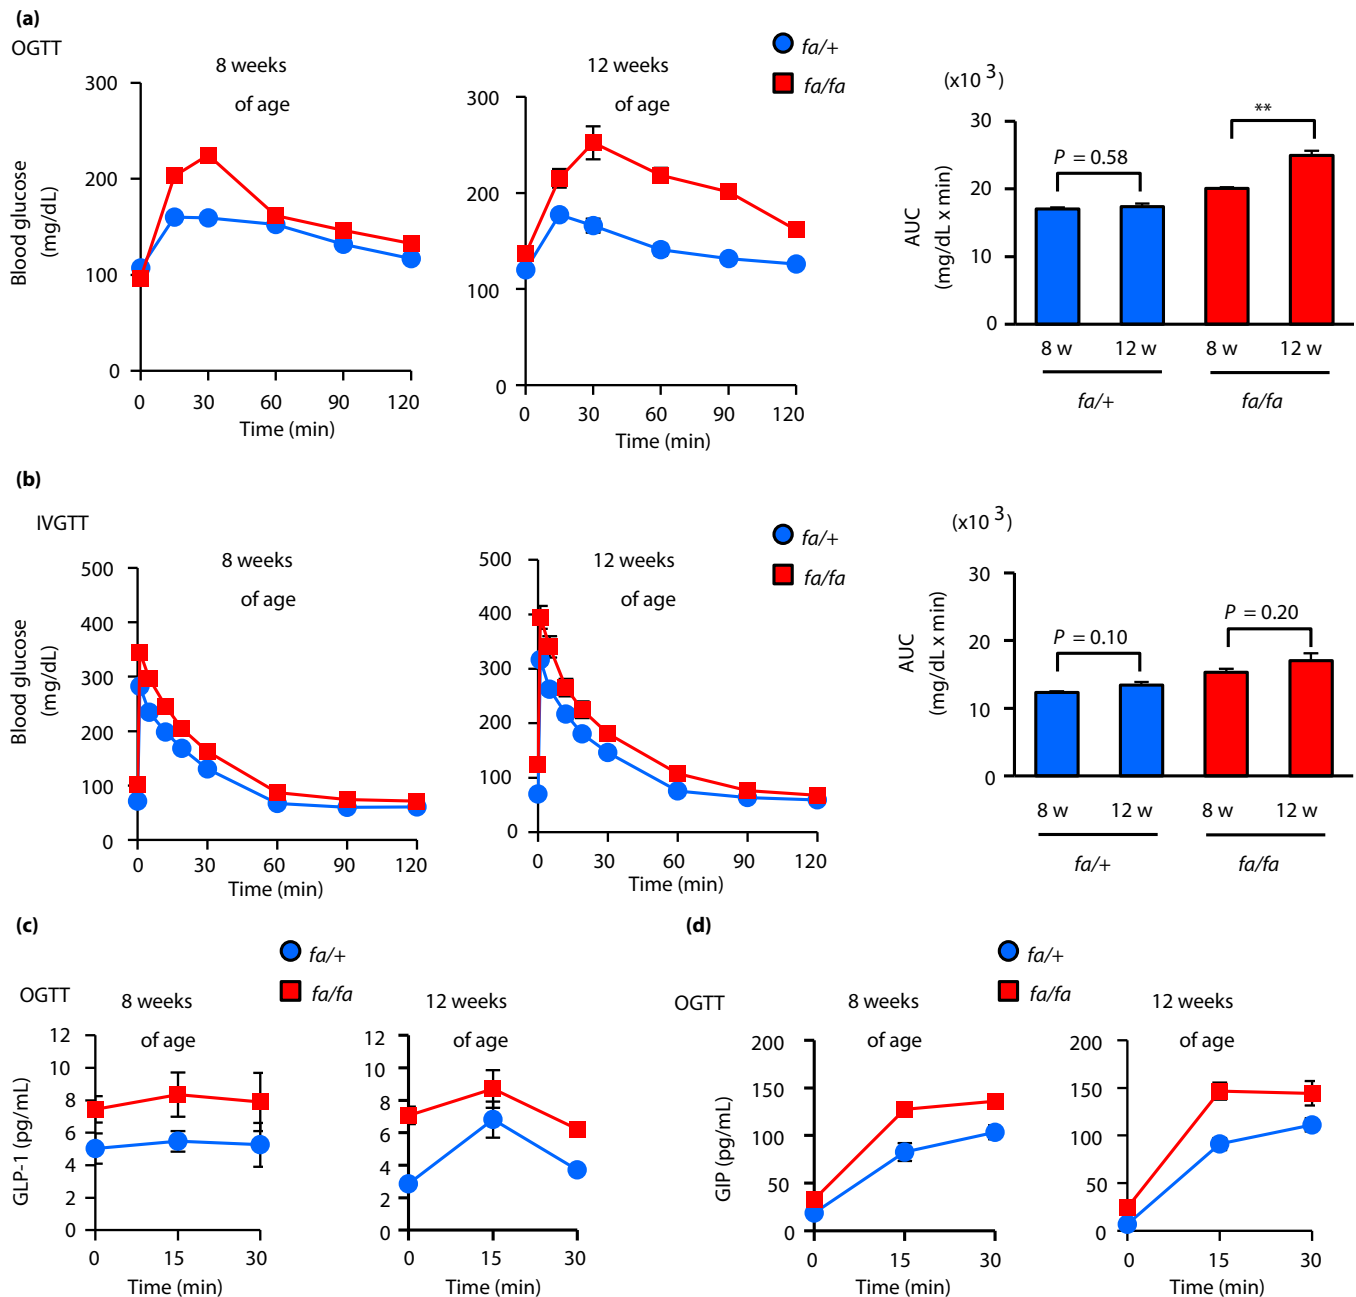 (a)
OGTT
8 weeks
of age
Blood glucose
(mg/dL)
300
200
100
0
0 30 60 90 120
Time (min)
12 weeks
of age
300
200
100
0
0 30 60 90 120
Time (min)
fa/+
fa/fa
(x10 3)
AUC
(mg/dL x min)
30
20
10
0
P = 0.58
**
8 w 12 w 8 w 12 w
fa/+ fa/fa
(b)
IVGTT
8 weeks
of age
Blood glucose
(mg/dL)
500
400
300
200
100
0
0 30 60 90 120
Time (min)
12 weeks
of age
500
400
300
200
100
0
0 30 60 90 120
Time (min)
fa/+
fa/fa
(x10 3)
AUC
(mg/dL x min)
30
20
10
0
P = 0.10
P = 0.20
8 w 12 w 8 w 12 w
fa/+ fa/fa
(c)
fa/+
fa/fa
OGTT
8 weeks
of age
GLP-1 (pg/mL)
12
10
8
6
4
2
0
0 15 30
Time (min)
12 weeks
of age
12
10
8
6
4
2
0
0 15 30
Time (min)
(d)
fa/+
fa/fa
OGTT
8 weeks
of age
GIP (pg/mL)
200
150
100
50
0
0 15 30
Time (min)
12 weeks
of age
200
150
100
50
0
0 15 30
Time (min)